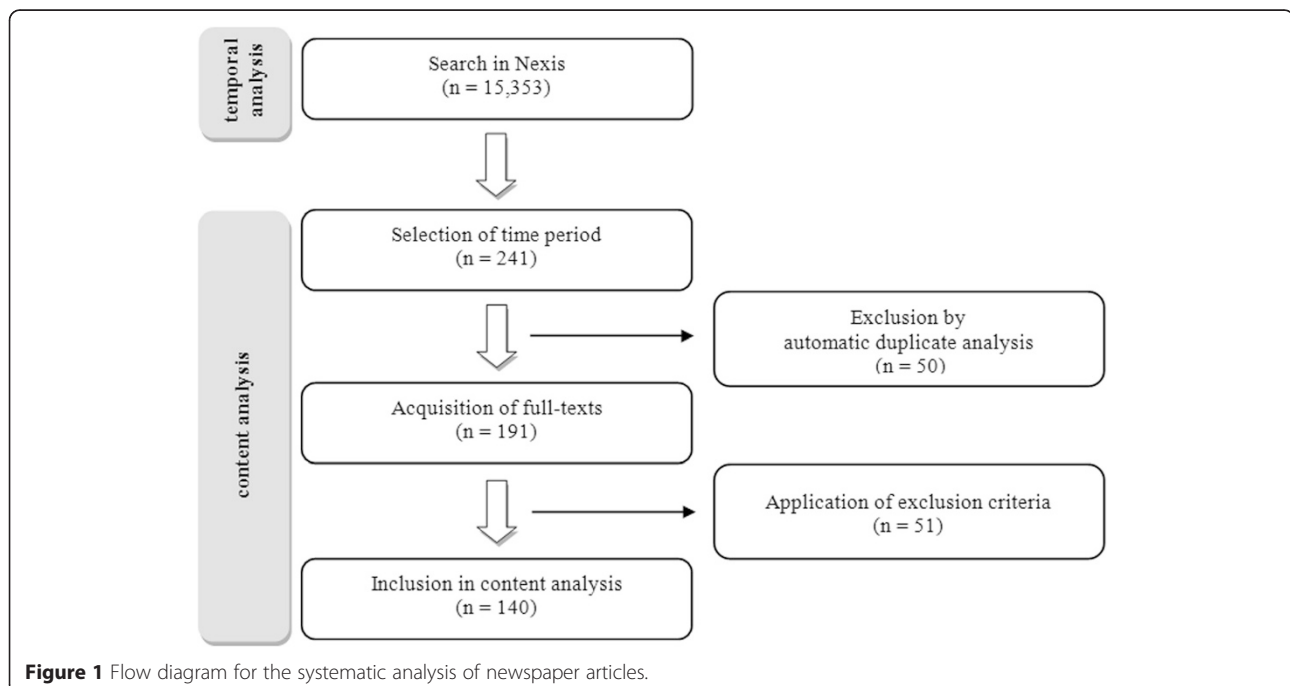 temporal
analysis
Search in Nexis
(n = 15,353)
content analysis
Selection of time period
(n = 241)
Exclusion by
automatic duplicate analysis
(n = 50)
Acquisition of full-texts
(n = 191)
Application of exclusion criteria
(n = 51)
Inclusion in content analysis
(n = 140)
Figure 1 Flow diagram for the systematic analysis of newspaper articles.